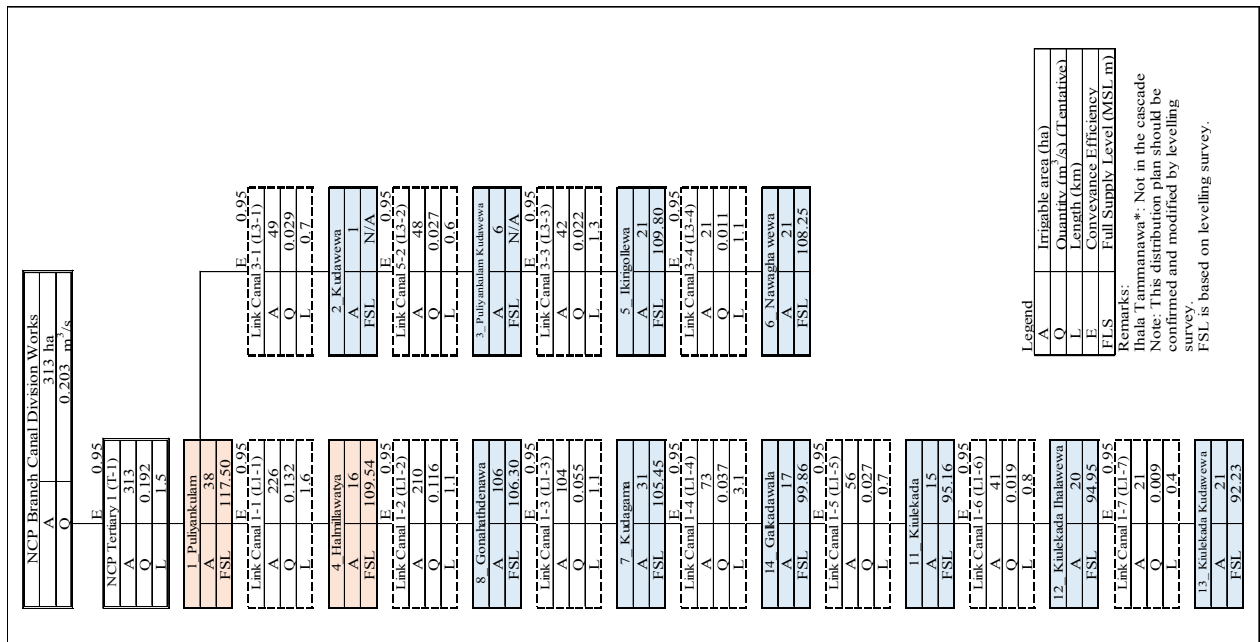 NCP Branch Canal Division Works
A 313 ha
Q 0.203 m³/s
E 0.95
NCP Tertiary 1 (T-1)
A 313
Q 0.192
L 1.5
1_Puliyankulam
A 38
FSL 117.50
E 0.95
Link Canal 1-1 (L1-1)
A 226
Q 0.132
L 1.6
4_Halmillawatya
A 16
FSL 109.54
E 0.95
Link Canal 1-2 (L1-2)
A 210
Q 0.116
L 1.1
8_Gonahathdenawa
A 106
FSL 106.30
E 0.95
Link Canal 1-3 (L1-3)
A 104
Q 0.055
L 1.1
7_Kudagama
A 31
FSL 105.45
E 0.95
Link Canal 1-4 (L1-4)
A 73
Q 0.037
L 3.1
14_Galkadawala
A 17
FSL 99.86
E 0.95
Link Canal 1-5 (L1-5)
A 56
Q 0.027
L 0.7
11_Kiulekada
A 15
FSL 95.16
E 0.95
Link Canal 1-6 (L1-6)
A 41
Q 0.019
L 0.8
12_Kiulekada Ihalawewa
A 20
FSL 94.95
E 0.95
Link Canal 1-7 (L1-7)
A 21
Q 0.009
L 0.4
13_Kiulekada Kudawewa
A 21
FSL 92.23
E 0.95
Link Canal 3-1 (L3-1)
A 49
Q 0.029
L 0.7
2_Kudawewa
A 1
FSL N/A
E 0.95
Link Canal 5-2 (L3-2)
A 48
Q 0.027
L 0.6
3_Puliyankulam Kudawewa
A 6
FSL N/A
E 0.95
Link Canal 3-3 (L3-3)
A 42
Q 0.022
L 1.3
5_Ikirigollewa
A 21
FSL 109.80
E 0.95
Link Canal 3-4 (L3-4)
A 21
Q 0.011
L 1.1
6_Nawagha wewa
A 21
FSL 108.25
Legend
A Irrigable area (ha)
Q Quantity (m³/s) (Tentative)
L Length (km)
E Conveyance Efficiency
FLS Full Supply Level (MSL m)
Remarks:
Ihala Tammanawa*: Not in the cascade
Note: This distribution plan should be
confirmed and modified by levelling
survey.
FSL is based on levelling survey.